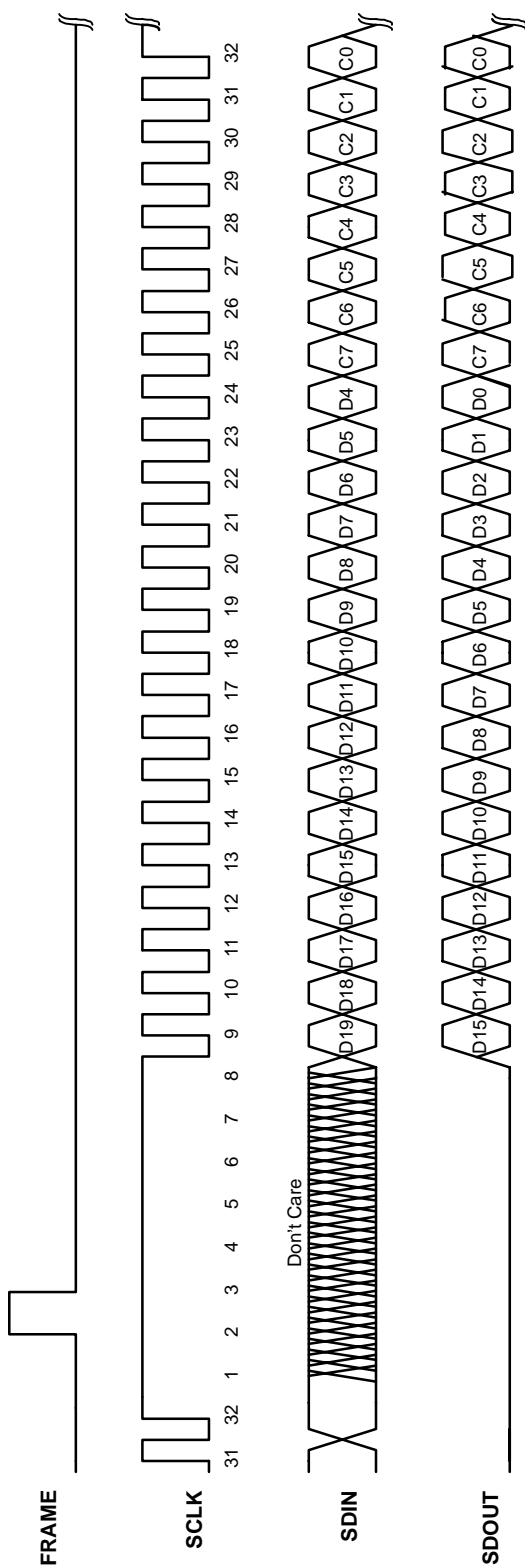 FRAME
SCLK
31 32 1 2 3 4 5 6 7 8 9 10 11 12 13 14 15 16 17 18 19 20 21 22 23 24 25 26 27 28 29 30 31 32
Don't Care
SDIN D19 D18 D17 D16 D15 D14 D13 D12 D11 D10 D9 D8 D7 D6 D5 D4 C7 C6 C5 C4 C3 C2 C1 C0
SDOUT D15 D14 D13 D12 D11 D10 D9 D8 D7 D6 D5 D4 D3 D2 D1 D0 C7 C6 C5 C4 C3 C2 C1 C0